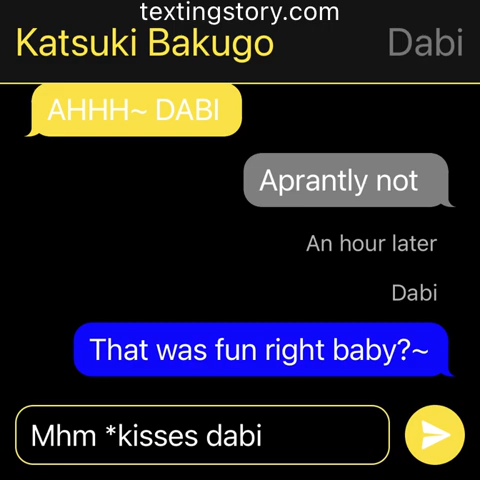 textingstory.com
Katsuki Bakugo Dabi
AHHH~ DABI
Aprantly not
An hour later
Dabi
That was fun right baby?~
Mhm *kisses dabi